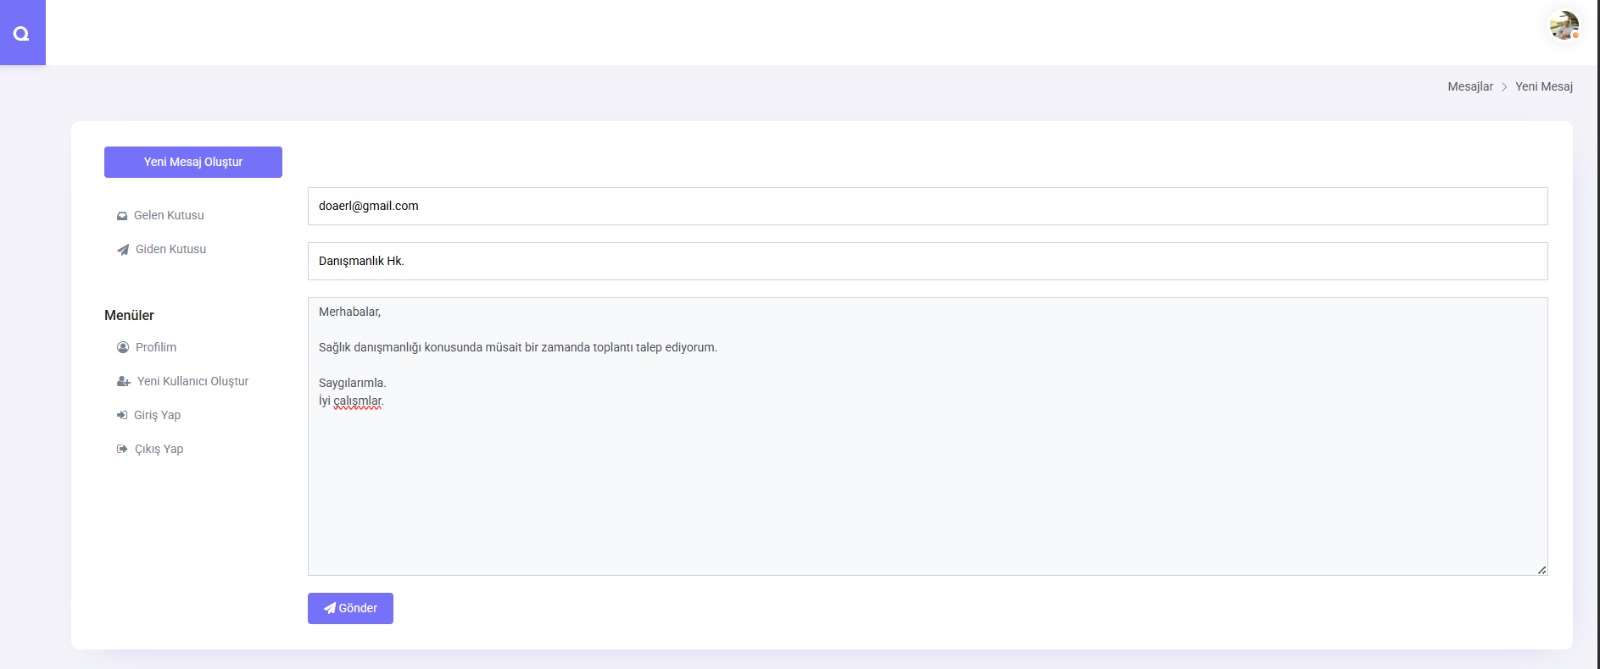 Mesajlar > Yeni Mesaj
Yeni Mesaj Oluştur
Gelen Kutusu
Giden Kutusu
Menüler
Profilim
Yeni Kullanıcı Oluştur
Giriş Yap
Çıkış Yap
doaerl@gmail.com
Danışmanlık Hk.
Merhabalar,
Sağlık danışmanlığı konusunda müsait bir zamanda toplantı talep ediyorum.
Saygılarımla.
İyi çalışmlar.
Gönder